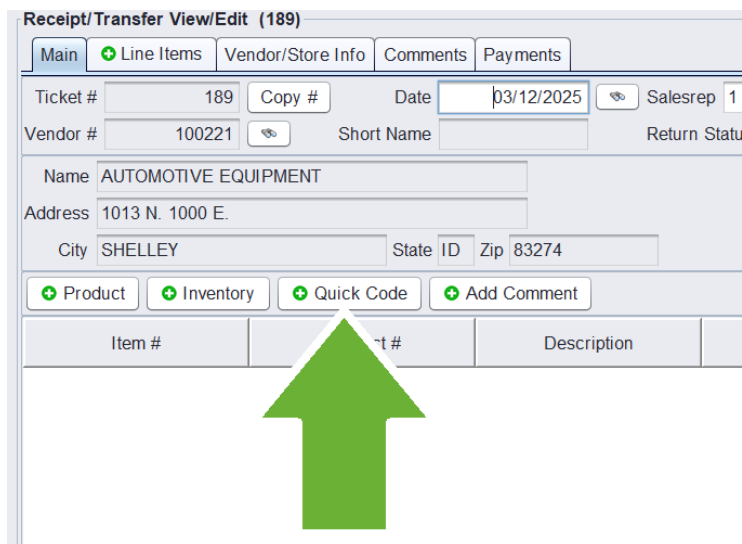 Receipt/Transfer View/Edit (189)
Main Line Items Vendor/Store Info Comments Payments
Ticket # 189 Copy # Date 03/12/2025 Salesrep 1
Vendor # 100221 Short Name Return Statu
Name AUTOMOTIVE EQUIPMENT
Address 1013 N. 1000 E.
City SHELLEY State ID Zip 83274
Product Inventory Quick Code Add Comment
Item # #
Description